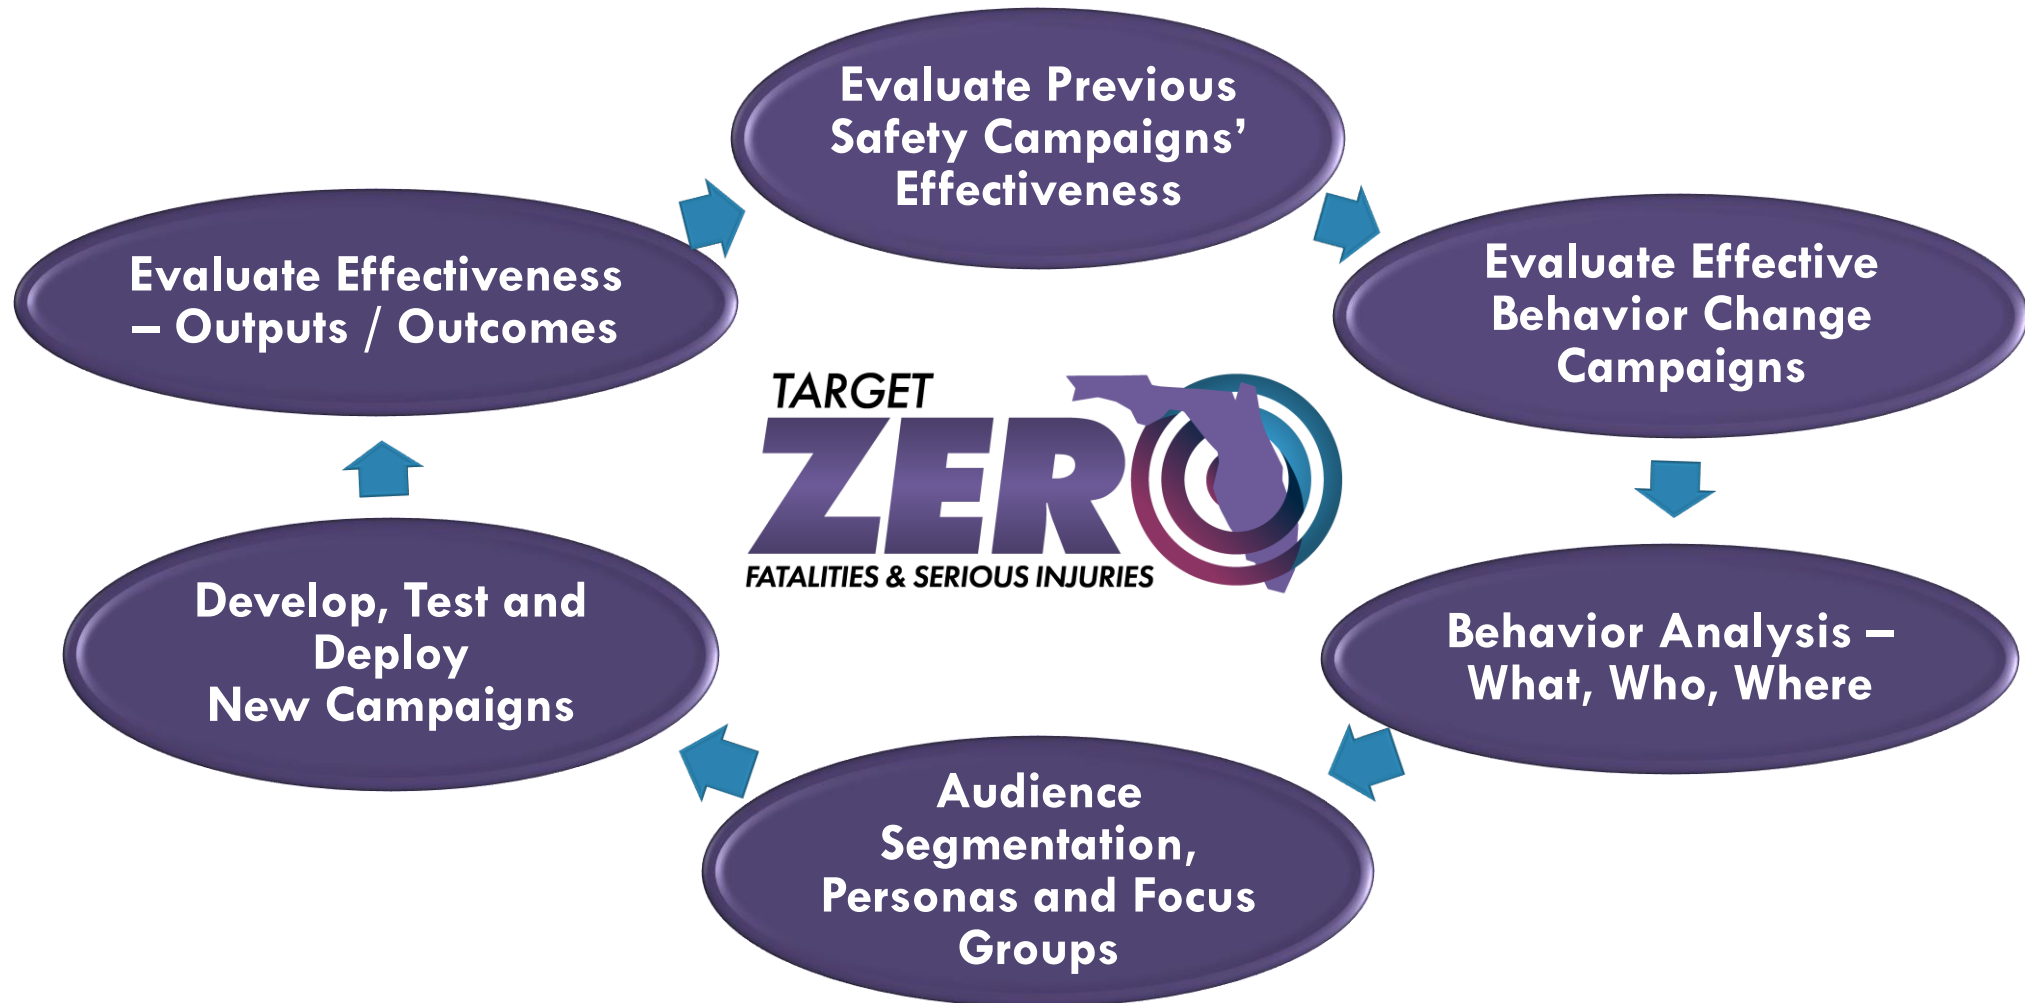 Evaluate Previous
Safety Campaigns’
Effectiveness
Evaluate Effective
Behavior Change
Campaigns
Behavior Analysis –
What, Who, Where
Audience
Segmentation,
Personas and Focus
Groups
Develop, Test and
Deploy
New Campaigns
Evaluate Effectiveness
– Outputs / Outcomes
TARGET
ZERO
FATALITIES & SERIOUS INJURIES